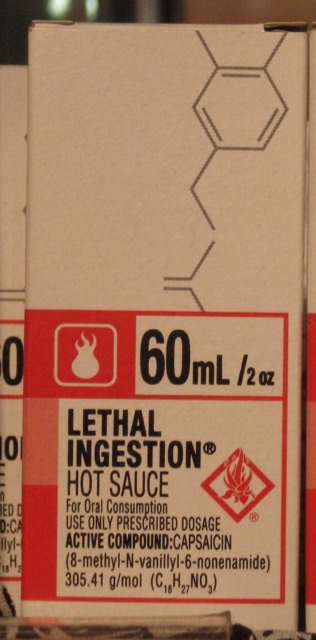 60mL /2 oz
LETHAL
INGESTION®
HOT SAUCE
For Oral Consumption
USE ONLY PRESCRIBED DOSAGE
ACTIVE COMPOUND:CAPSAICIN
(8-methyl-N-vanillyl-6-nonenamide)
305.41 g/mol (C₁₈H₂₇NO₃)
®